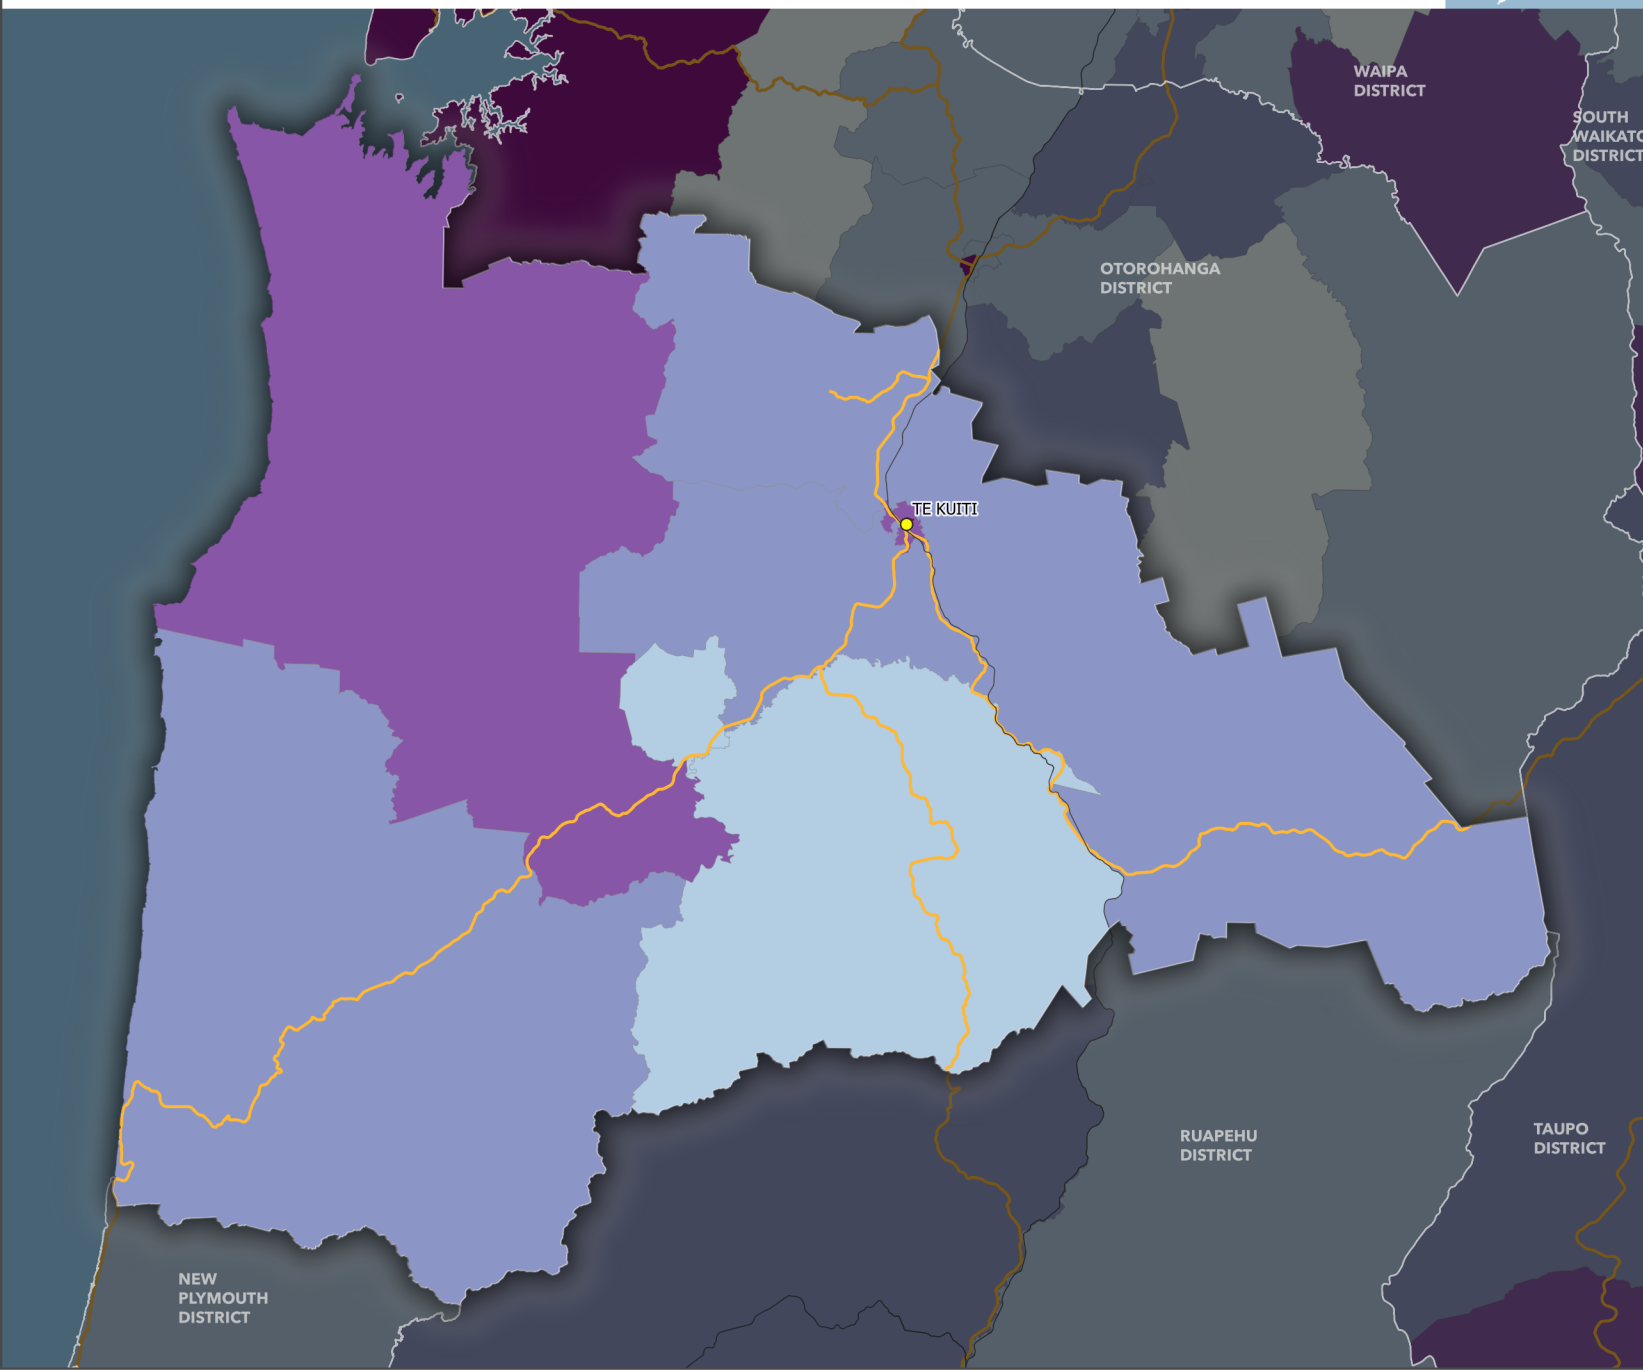 WAIPA
DISTRICT
SOUTH
WAIKATO
DISTRICT
OTOROHANGA
DISTRICT
TE KUITI
RUAPEHU
DISTRICT
TAUPO
DISTRICT
NEW
PLYMOUTH
DISTRICT